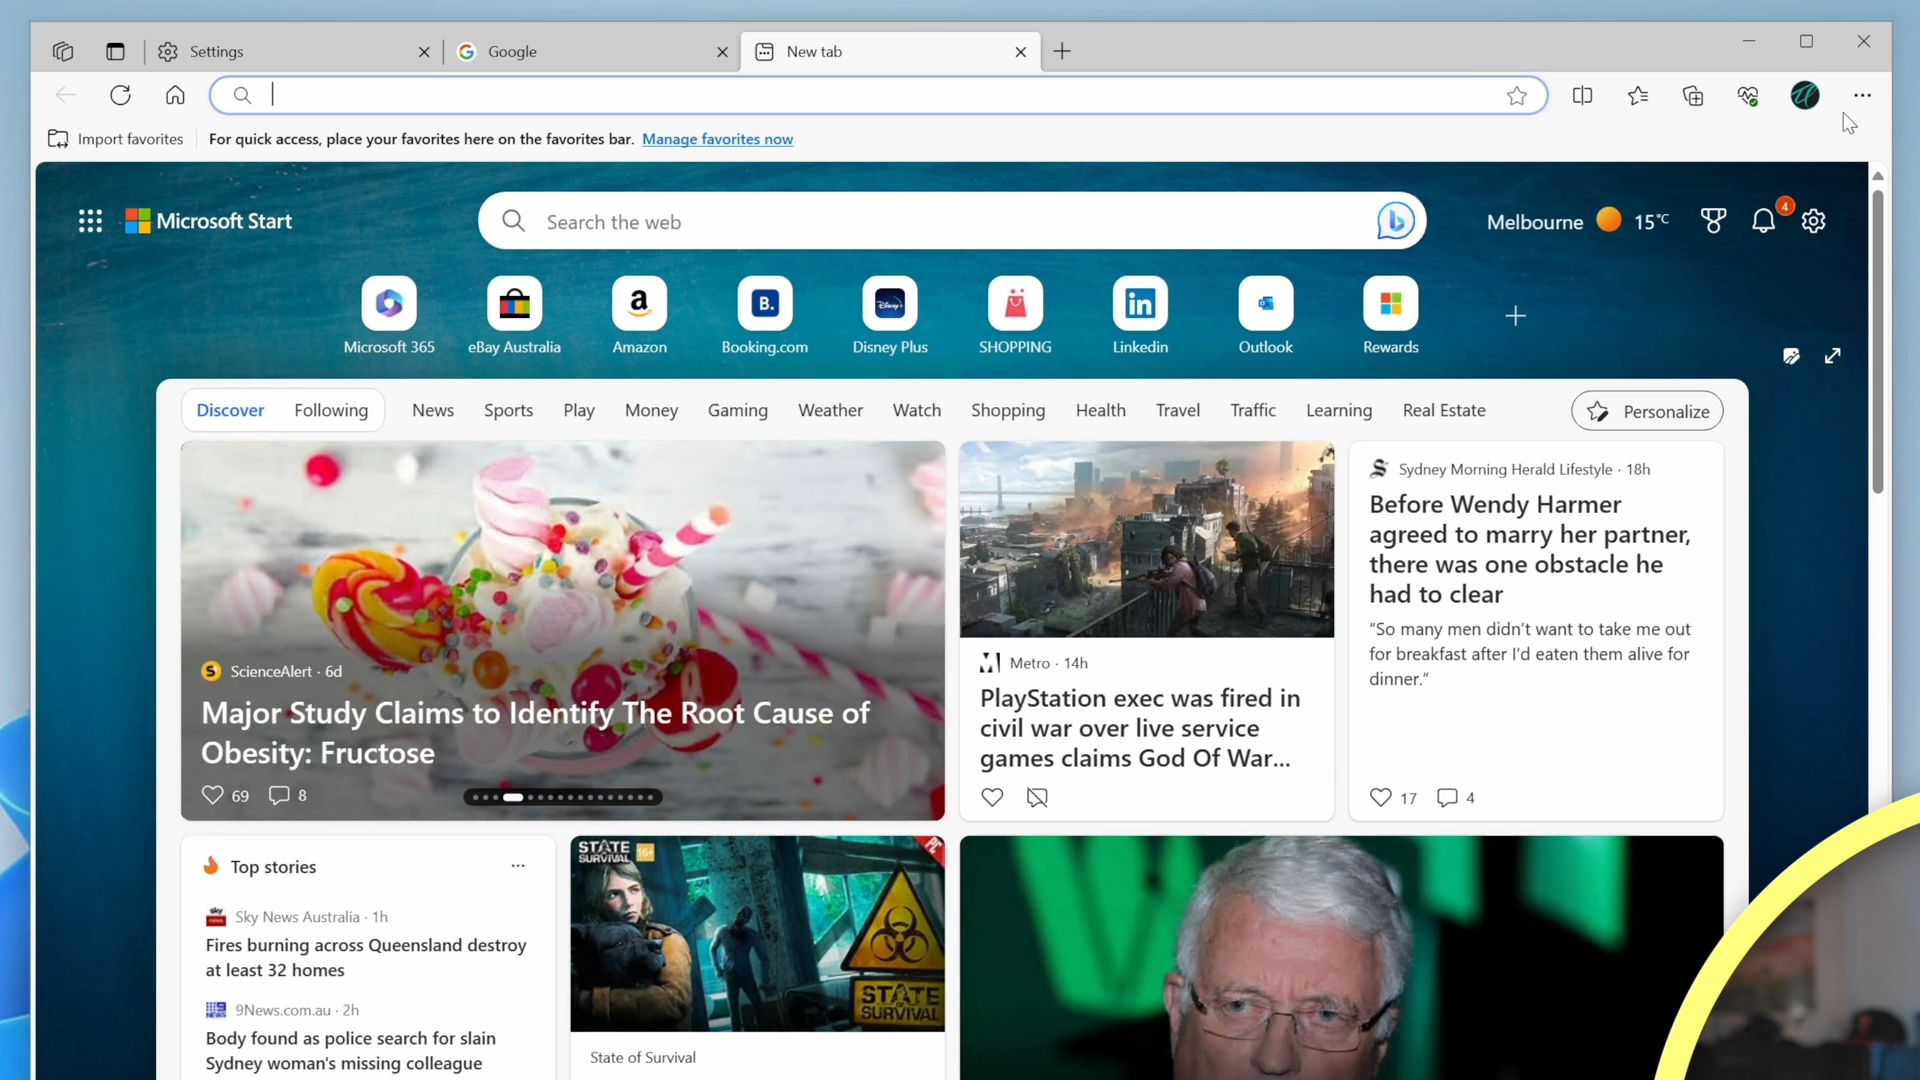 Settings
Google
New tab
Import favorites
For quick access, place your favorites here on the favorites bar. Manage favorites now
Microsoft Start
Search the web
Melbourne
15°C
4
Microsoft 365
eBay Australia
Amazon
Booking.com
Disney Plus
SHOPPING
Linkedin
Outlook
Rewards
Discover
Following
News
Sports
Play
Money
Gaming
Weather
Watch
Shopping
Health
Travel
Traffic
Learning
Real Estate
Personalize
ScienceAlert · 6d
Major Study Claims to Identify The Root Cause of
Obesity: Fructose
69
8
Metro · 14h
PlayStation exec was fired in
civil war over live service
games claims God Of War...
Sydney Morning Herald Lifestyle · 18h
Before Wendy Harmer
agreed to marry her partner,
there was one obstacle he
had to clear
“So many men didn’t want to take me out
for breakfast after I’d eaten them alive for
dinner.”
17
4
Top stories
Sky News Australia · 1h
Fires burning across Queensland destroy
at least 32 homes
9News.com.au · 2h
Body found as police search for slain
Sydney woman's missing colleague
STATE
SURVIVAL
16+
PC
STATE
SURVIVAL
State of Survival